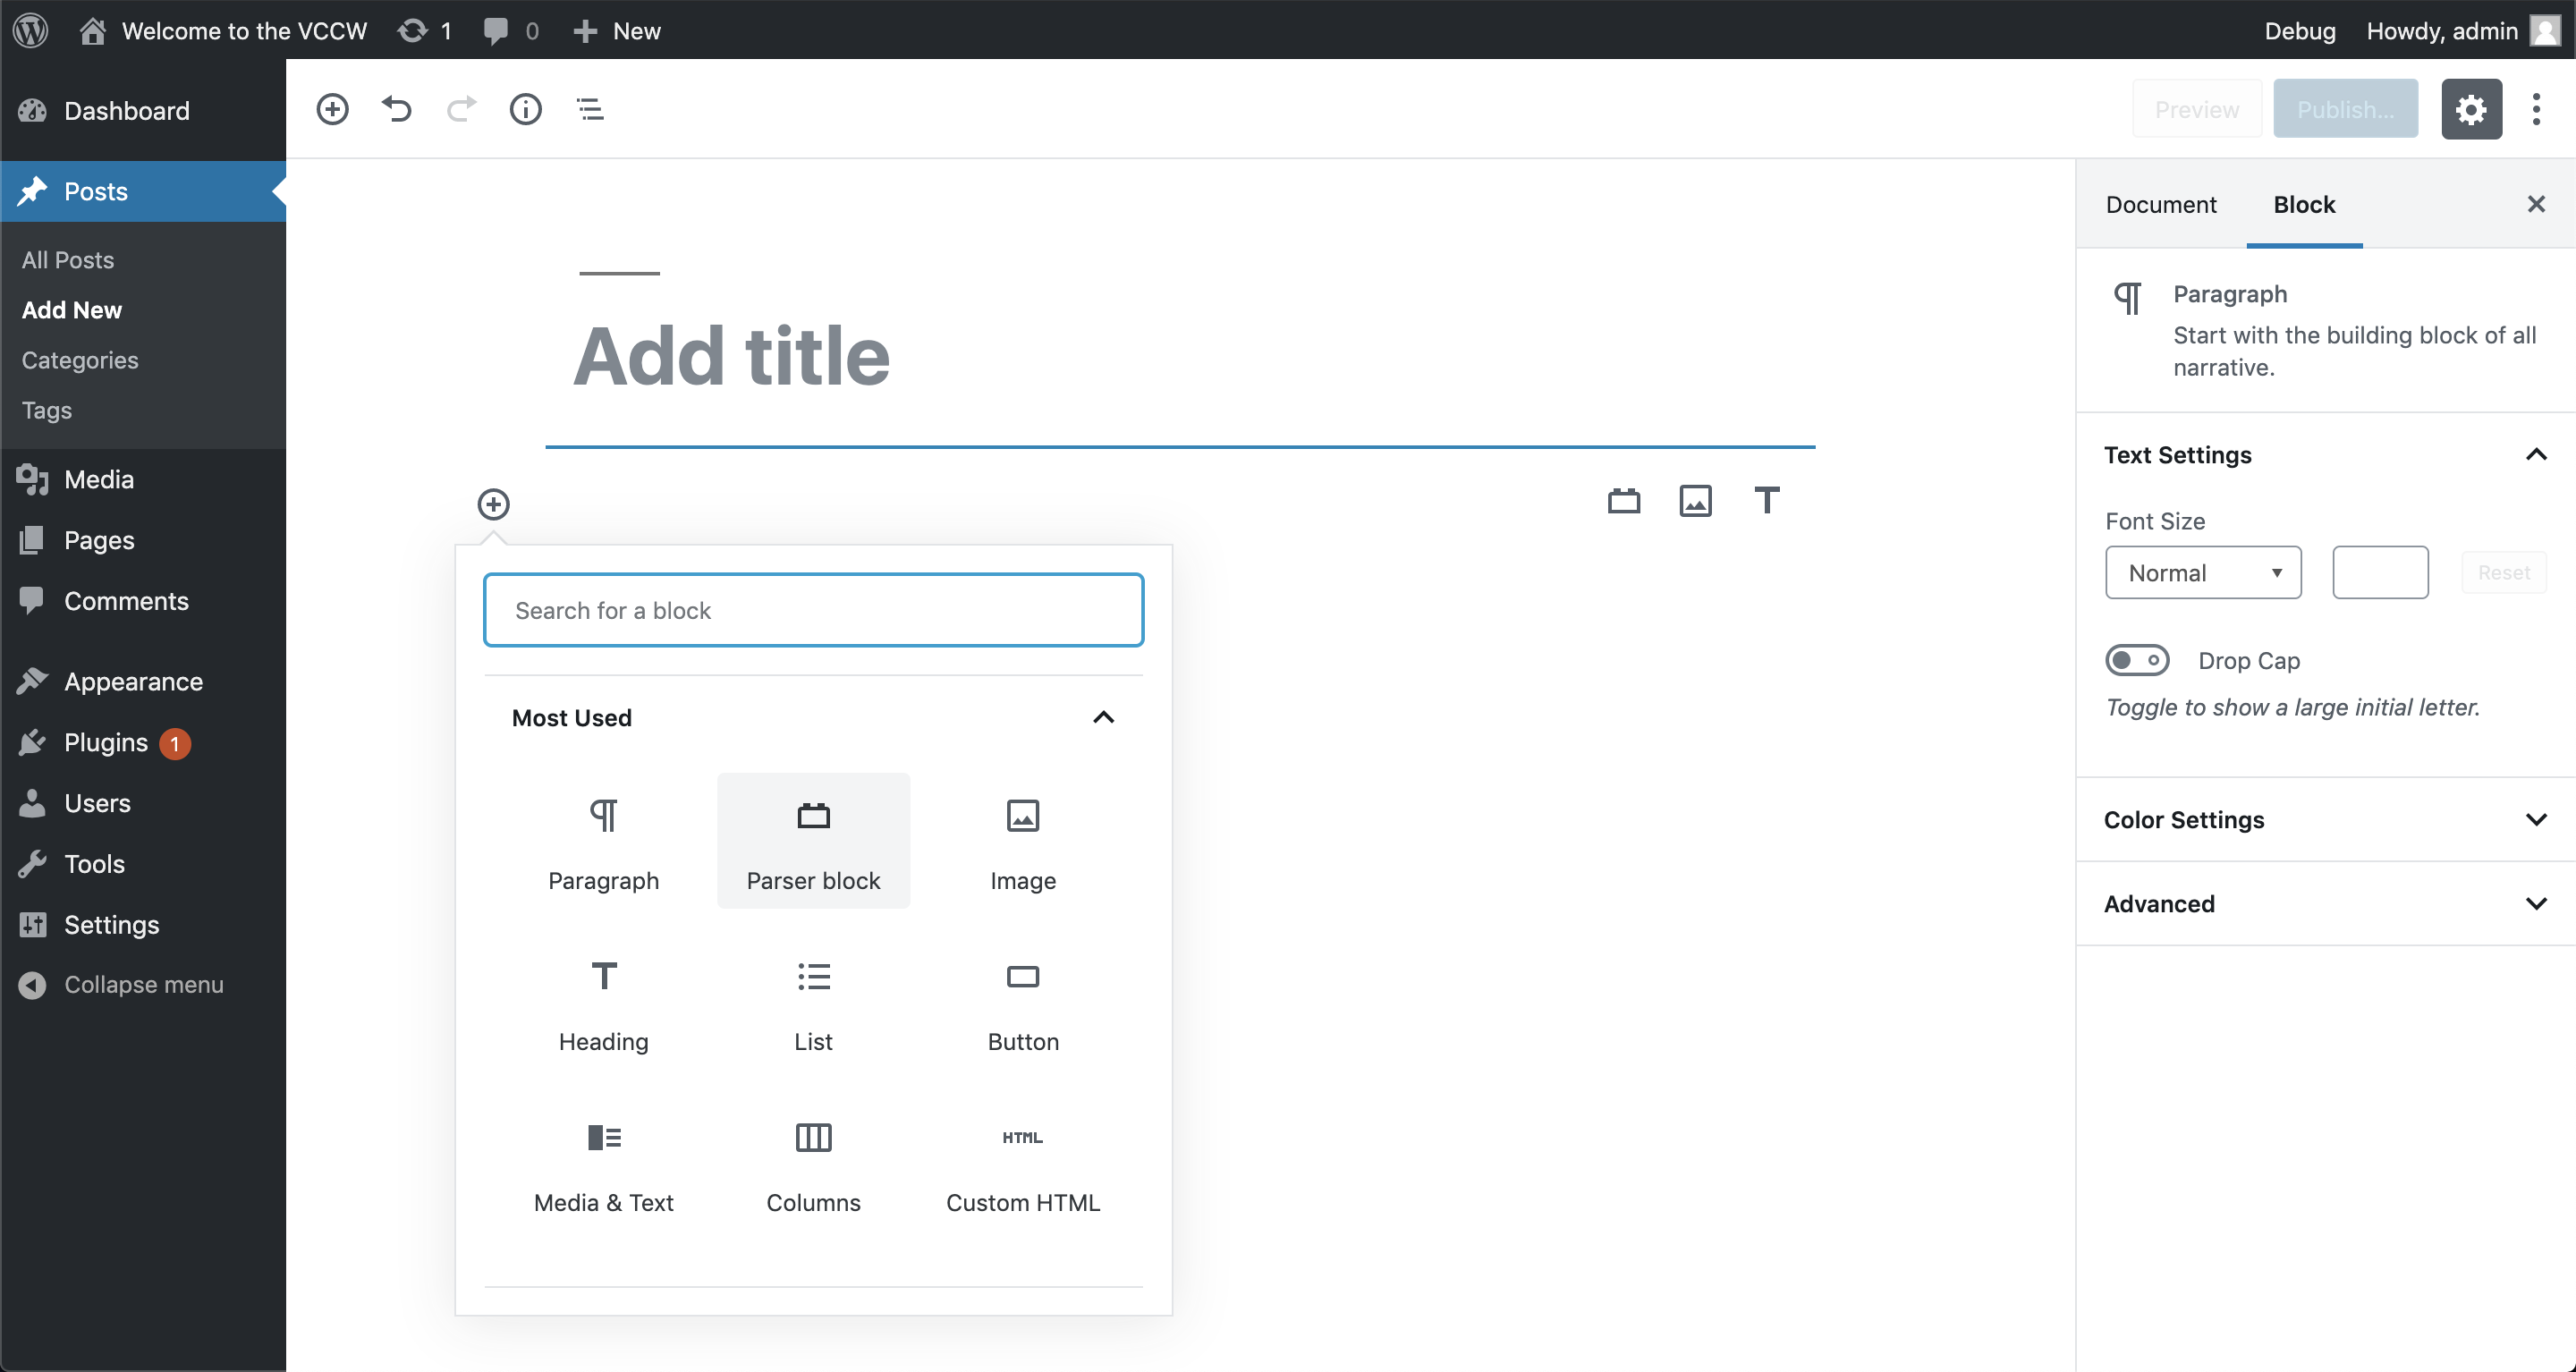 Welcome to the VCCW 1 0 New Debug Howdy, admin
Dashboard
Posts
All Posts
Add New
Categories
Tags
Media
Pages
Comments
Appearance
Plugins 1
Users
Tools
Settings
Collapse menu
Preview Publish...
Add title
Search for a block
Most Used
Paragraph Parser block Image
Heading List Button
HTML
Media & Text Columns Custom HTML
Document Block
Paragraph
Start with the building block of all
narrative.
Text Settings
Font Size
Normal Reset
Drop Cap
Toggle to show a large initial letter.
Color Settings
Advanced